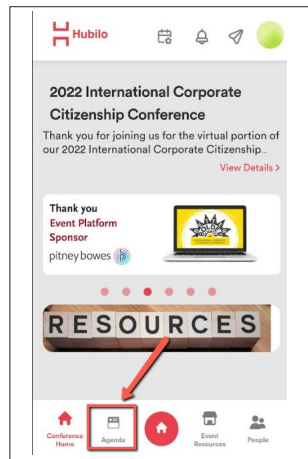 Hubilo
2022 International Corporate
Citizenship Conference
Thank you for joining us for the virtual portion of
our 2022 International Corporate Citizenship...
View Details >
Thank you
Event Platform
Sponsor
pitney bowes
RESOURCES
Conference
Home
Agenda
Event
Resources
People